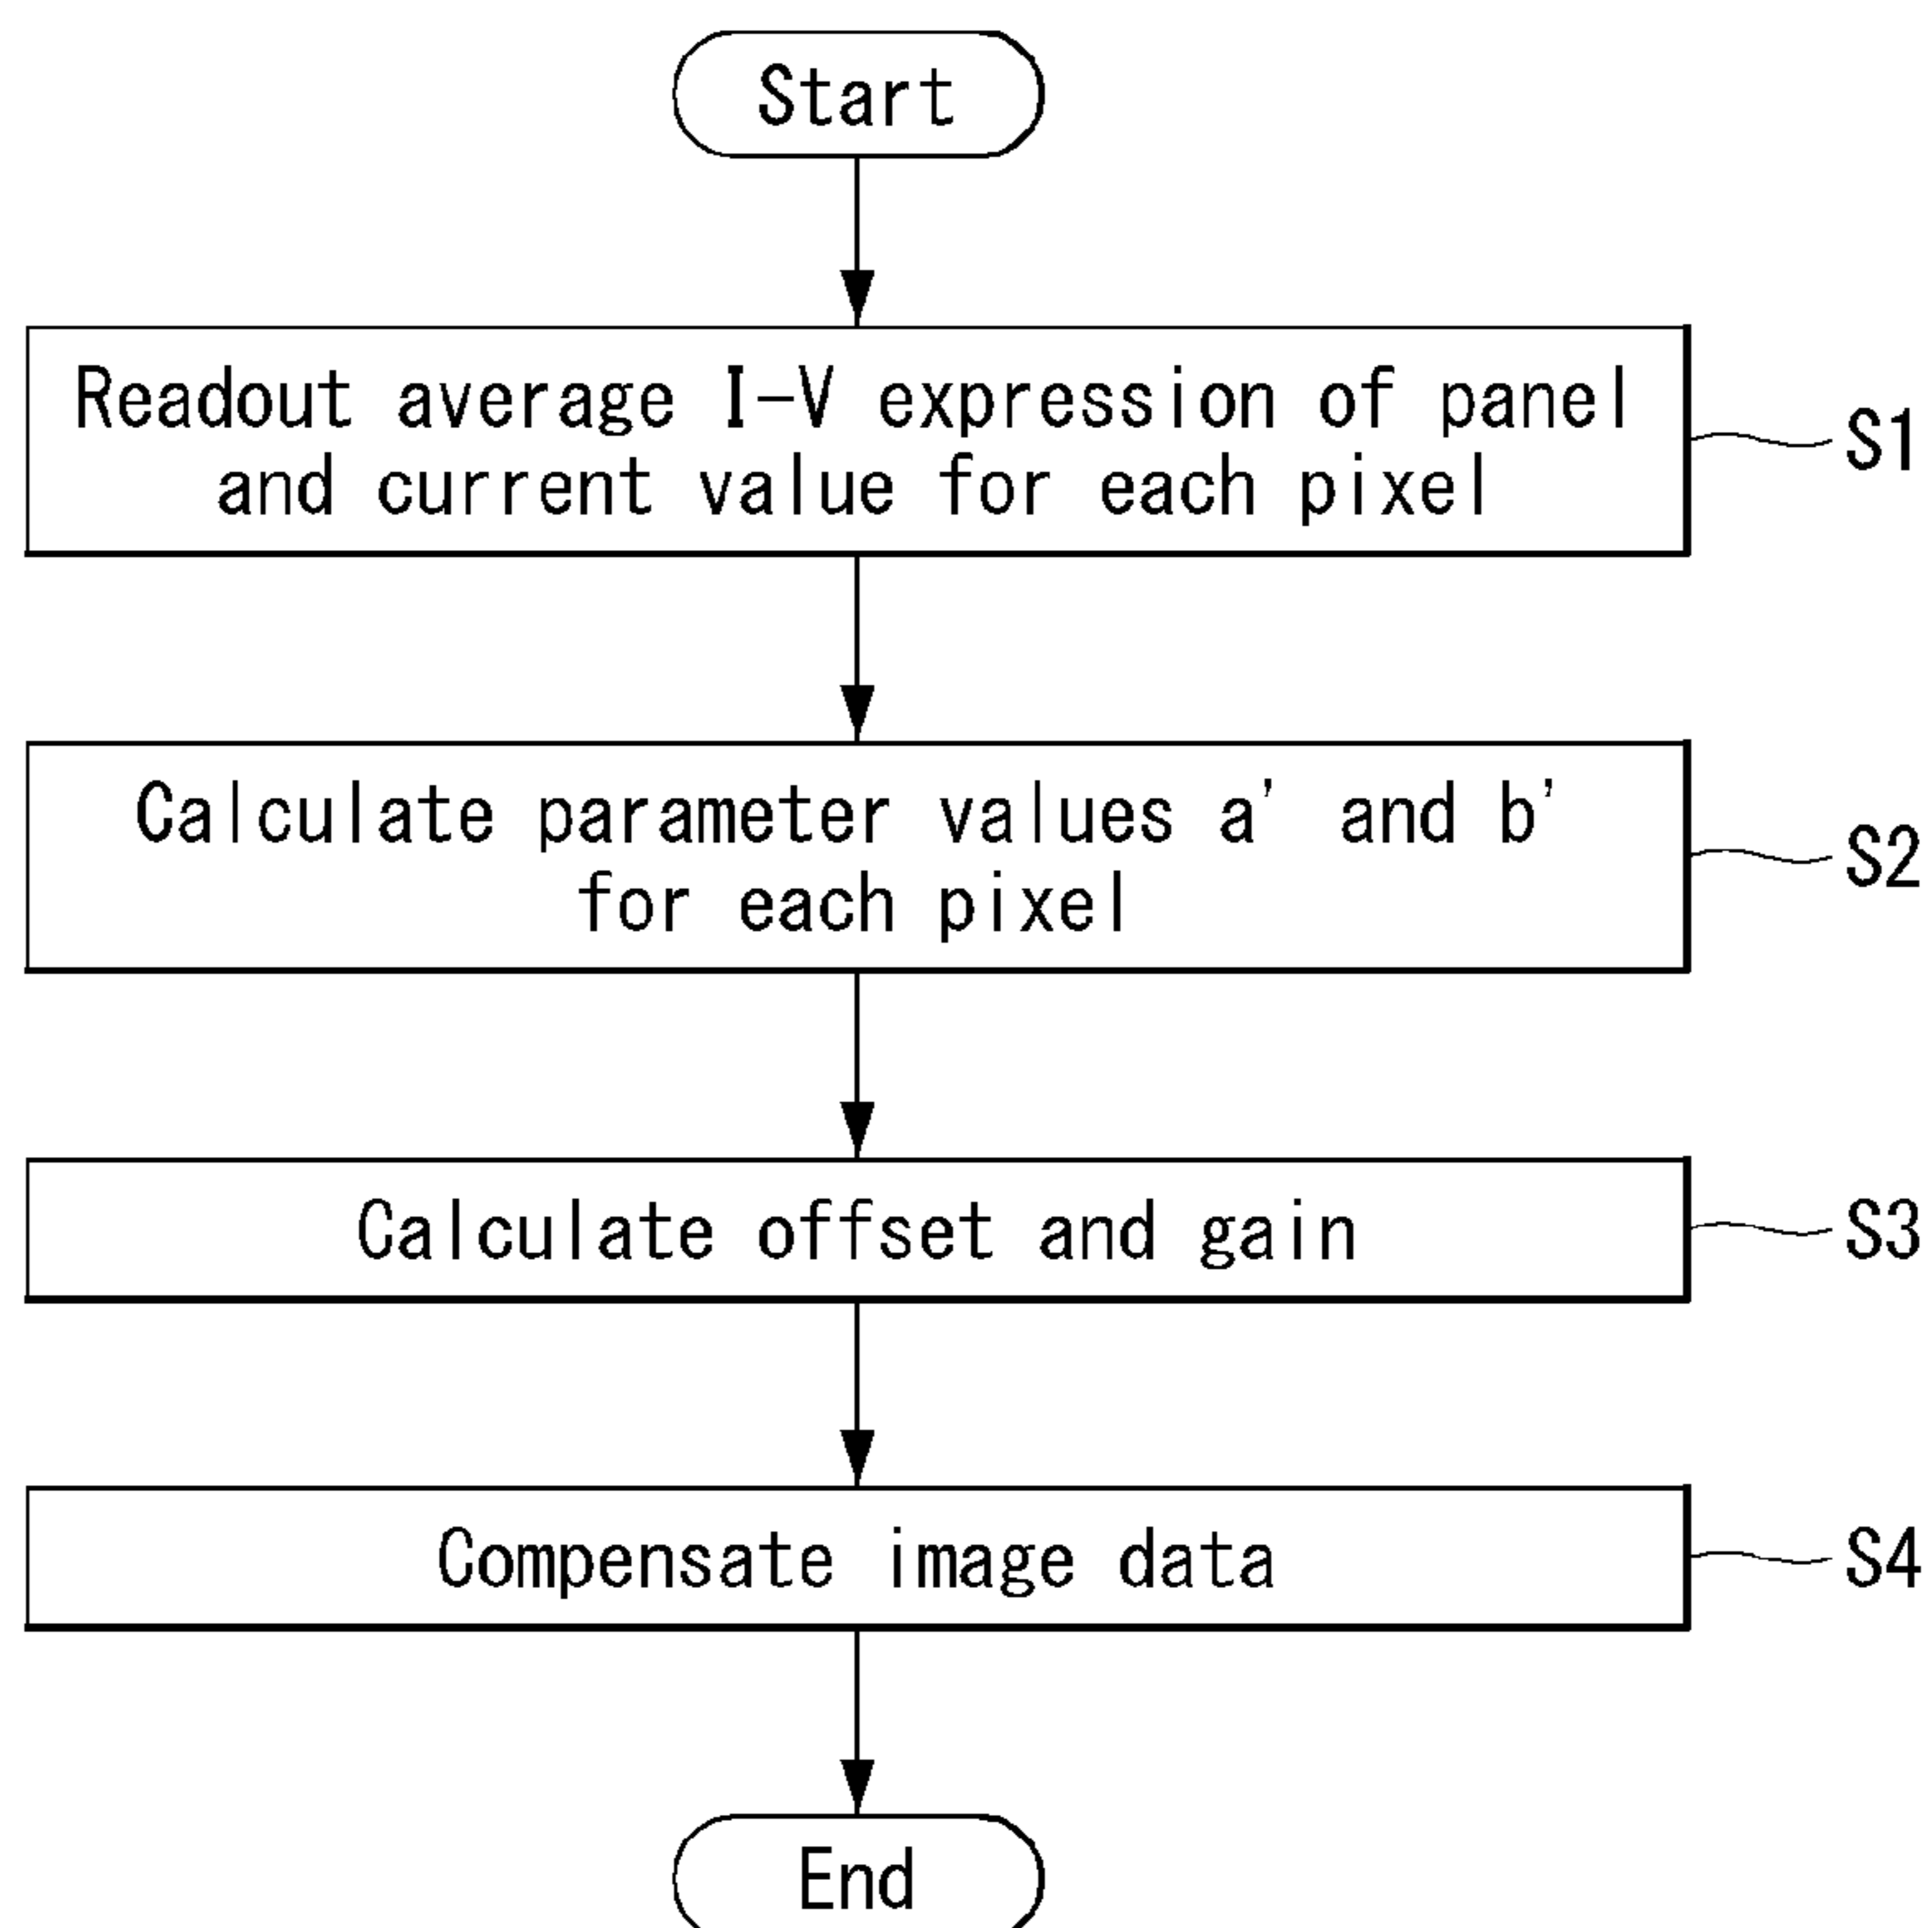 Start
Readout average I-V expression of panel
and current value for each pixel
S1
Calculate parameter values a' and b'
for each pixel
S2
Calculate offset and gain
S3
Compensate image data
S4
End